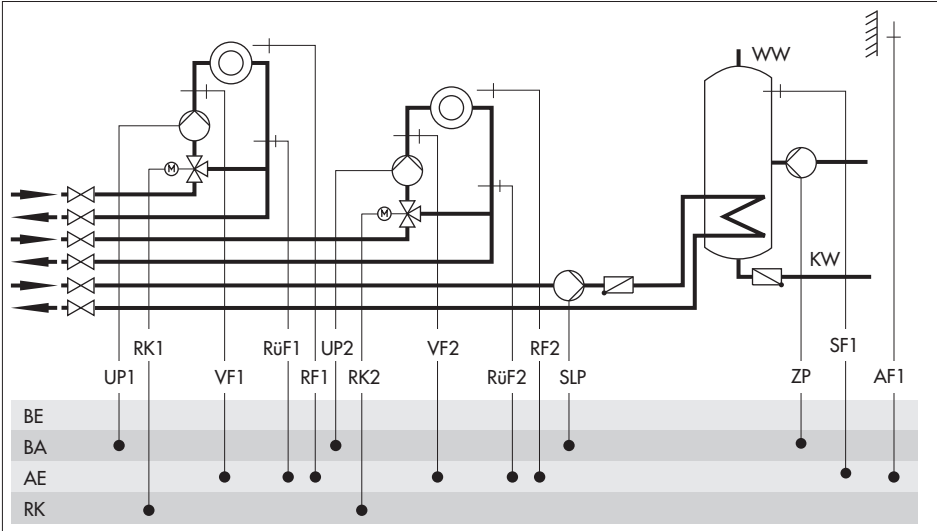 WW
M
M
KW
RK1
RüF1
UP2
VF2
RF2
SF1
UP1
VF1
RF1
RK2
RüF2
SLP
ZP
AF1
BE
BA
AE
RK